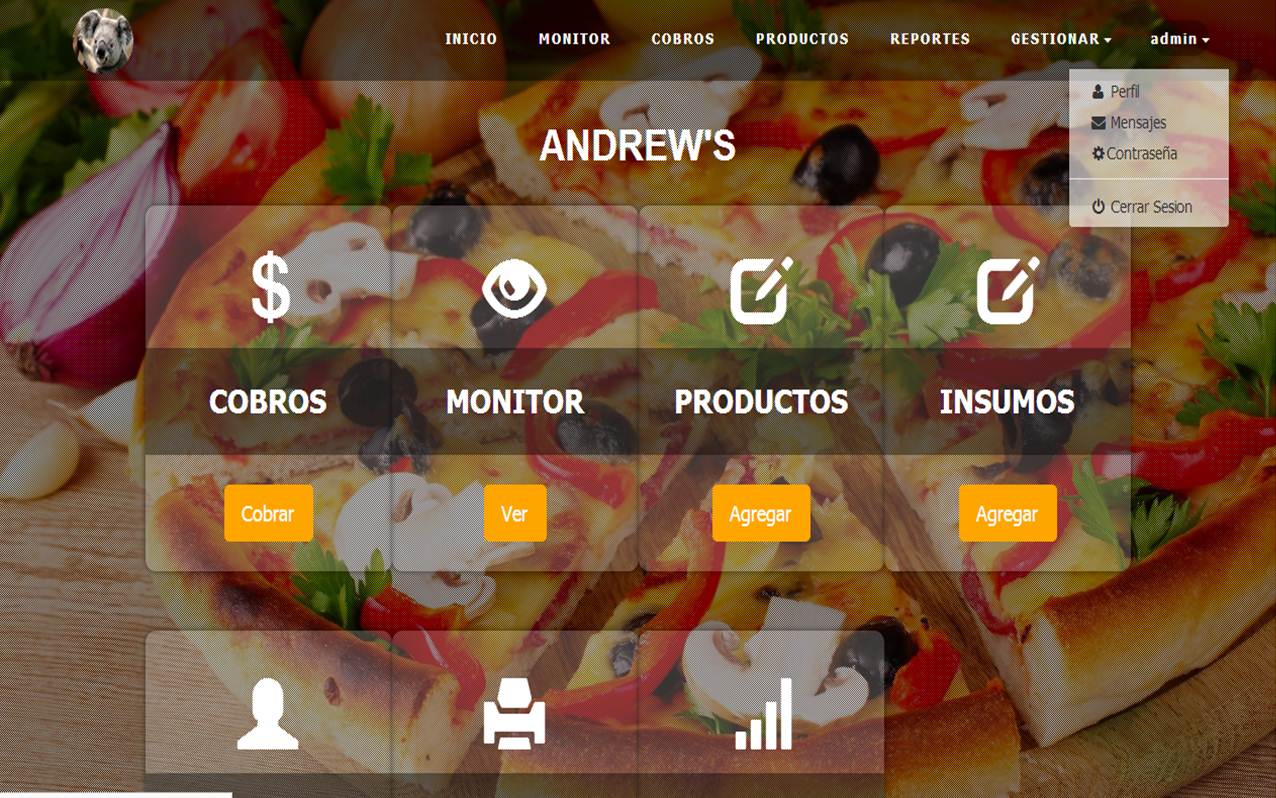 INICIO MONITOR COBROS PRODUCTOS REPORTES GESTIONAR admin
Perfil
Mensajes
Contraseña
Cerrar Sesion
ANDREW'S
$
COBROS MONITOR PRODUCTOS INSUMOS
Cobrar Ver Agregar Agregar